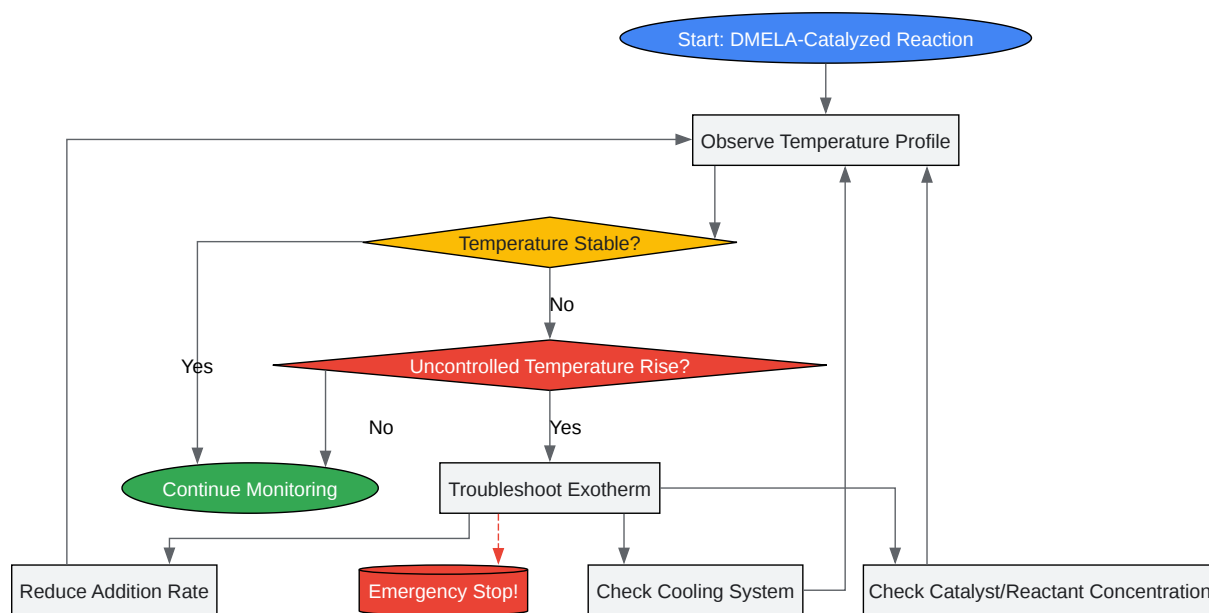 Start: DMELA-Catalyzed Reaction
Observe Temperature Profile
Temperature Stable?
No
Yes
Uncontrolled Temperature Rise?
No
Yes
Continue Monitoring
Troubleshoot Exotherm
Reduce Addition Rate
Emergency Stop!
Check Cooling System
Check Catalyst/Reactant Concentration